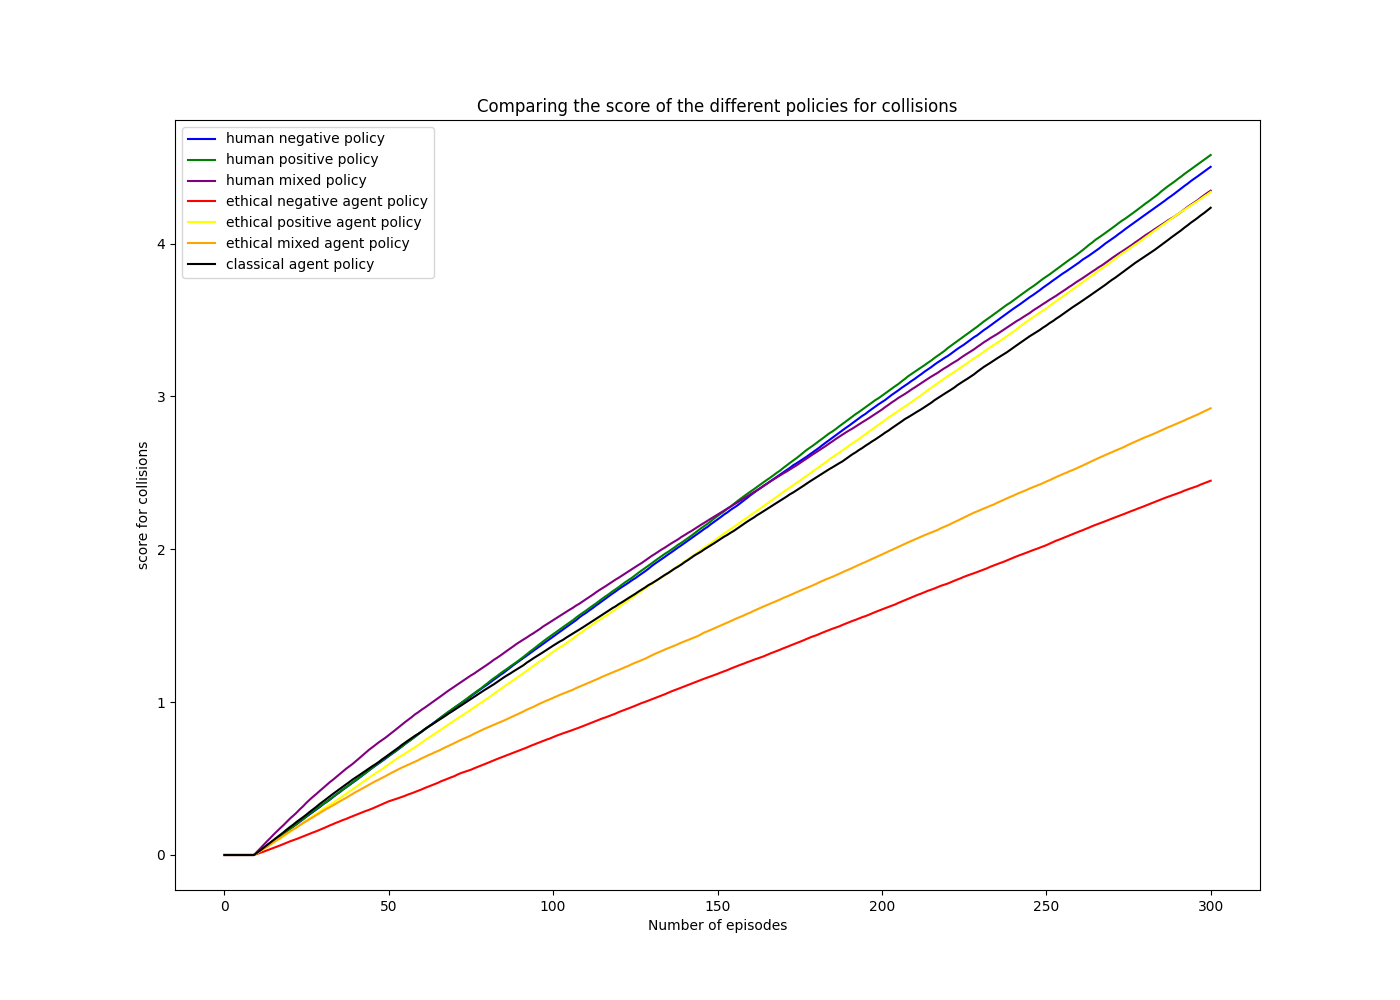 Comparing the score of the different policies for collisions
human negative policy
human positive policy
human mixed policy
ethical negative agent policy
ethical positive agent policy
ethical mixed agent policy
classical agent policy
4
3
2
1
0
score for collisions
0 50 100 150 200 250 300
Number of episodes